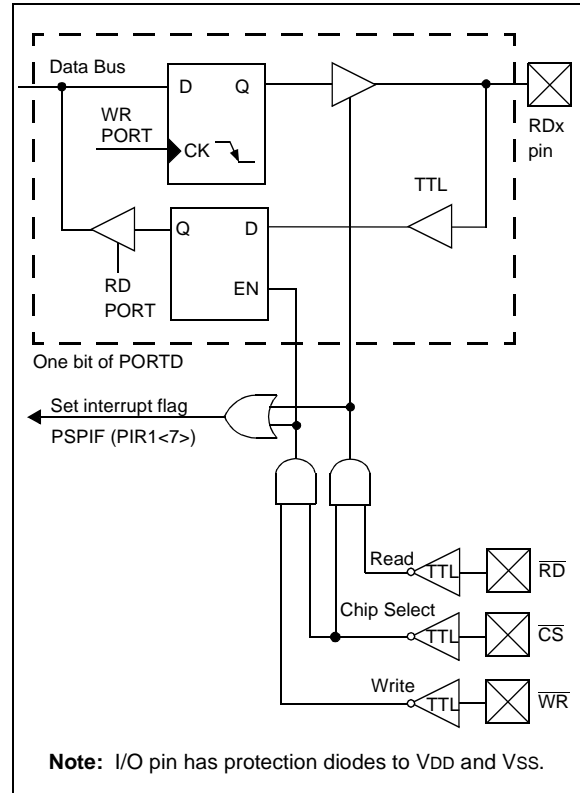 Data Bus
D Q
WR
PORT
CK
RDx
pin
TTL
Q D
RD
PORT
EN
One bit of PORTD
Set interrupt flag
PSPIF (PIR1<7>)
Read
TTL
RD
Chip Select
TTL
CS
Write
TTL
WR
Note: I/O pin has protection diodes to VDD and VSS.